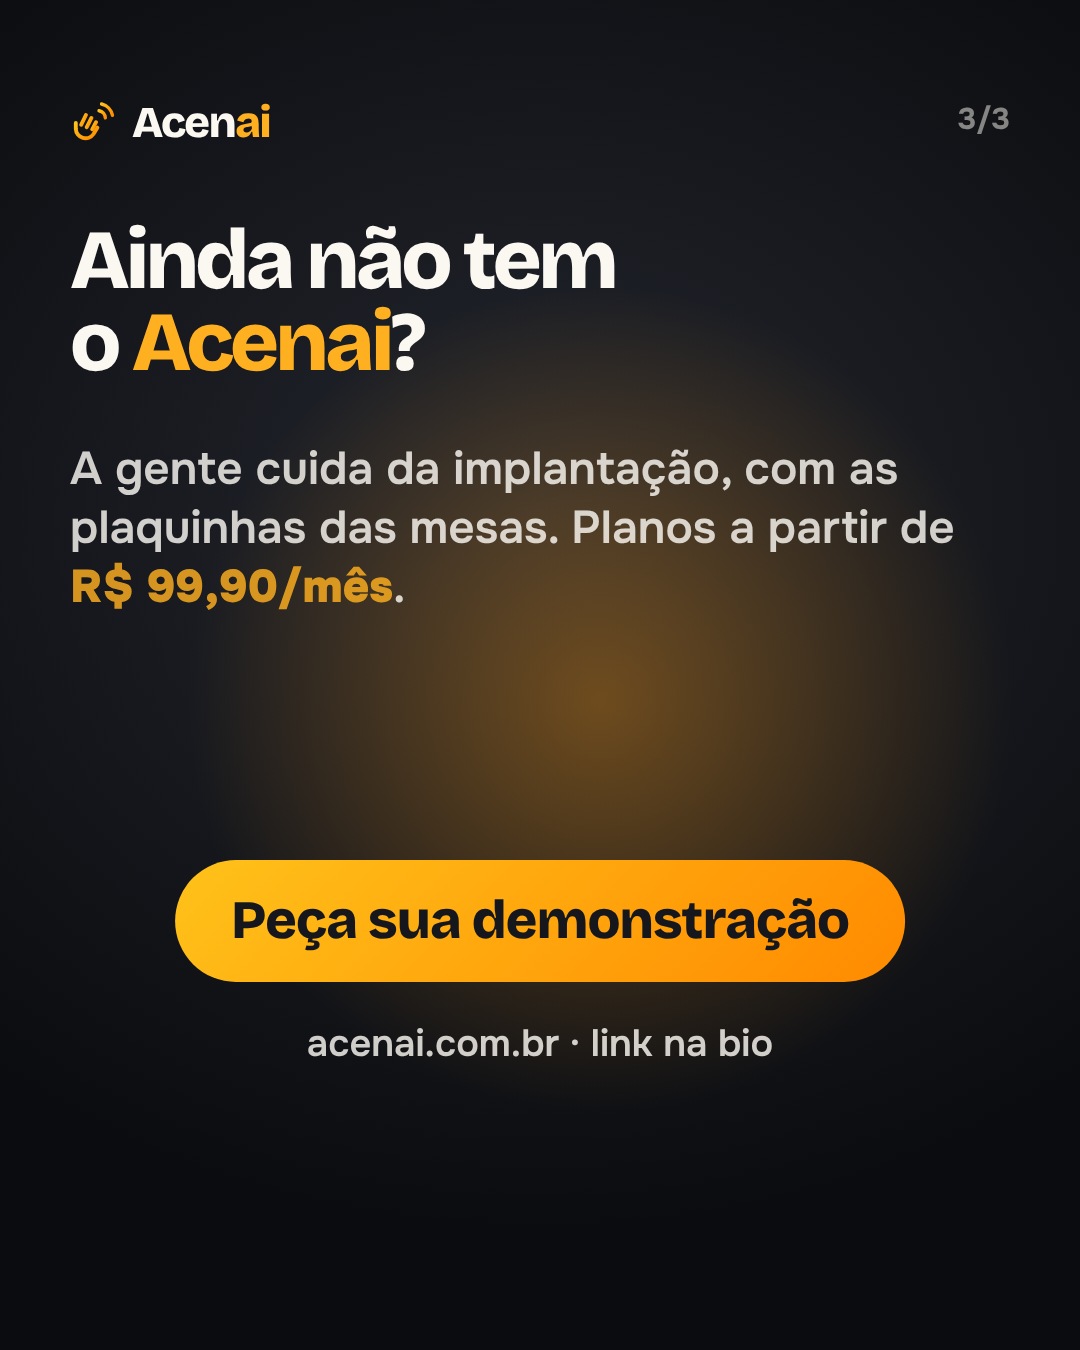 Acenai
3/3
Ainda não tem
o Acenai?
A gente cuida da implantação, com as
plaquinhas das mesas. Planos a partir de
R$ 99,90/mês.
Peça sua demonstração
acenai.com.br · link na bio